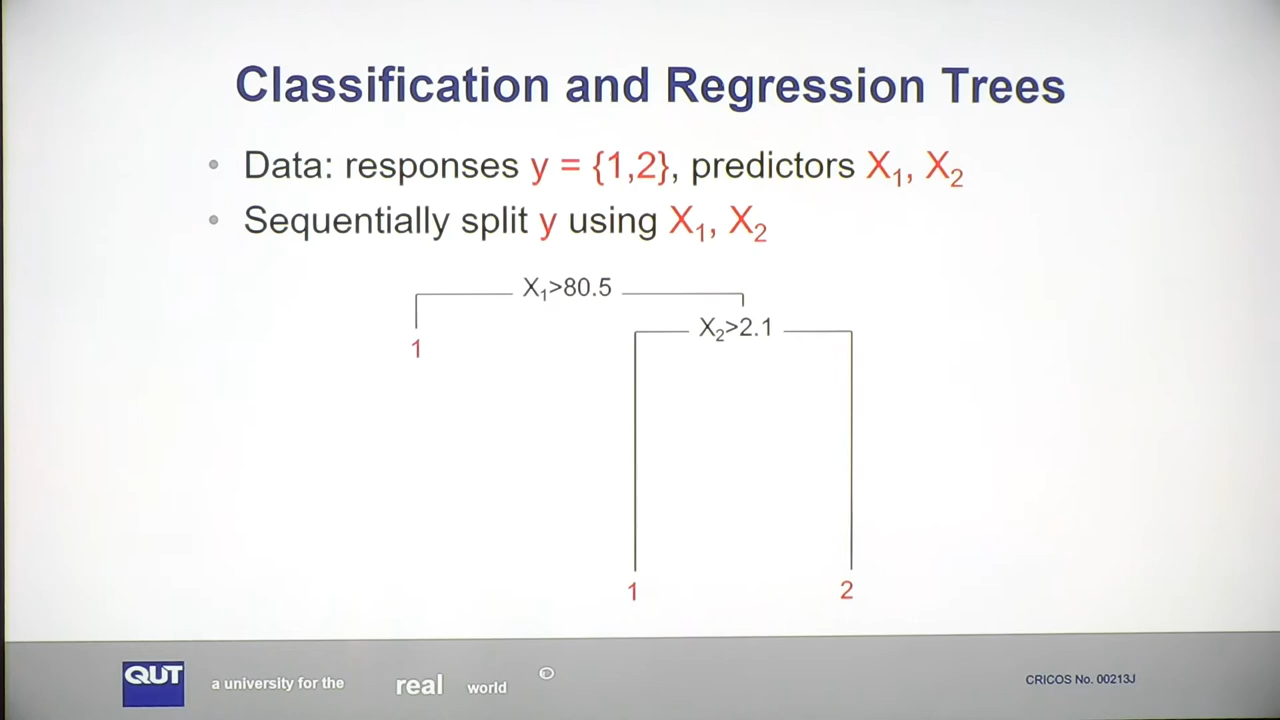 Classification and Regression Trees
• Data: responses y = {1,2}, predictors X₁, X₂
• Sequentially split y using X₁, X₂
X₁>80.5
X₂>2.1
1
1
2
QUT
a university for the real world
CRICOS No. 00213J